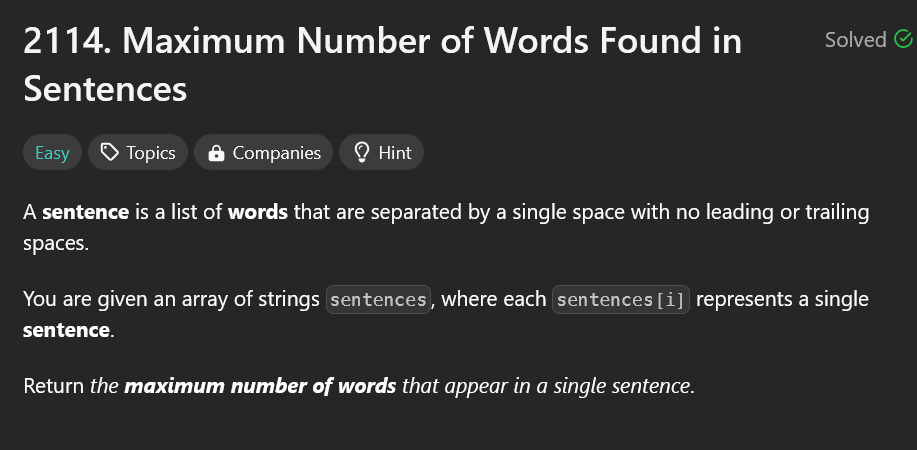 2114. Maximum Number of Words Found in
Sentences
Solved
Easy
Topics
Companies
Hint
A sentence is a list of words that are separated by a single space with no leading or trailing
spaces.
You are given an array of strings sentences, where each sentences[i] represents a single
sentence.
Return the maximum number of words that appear in a single sentence.